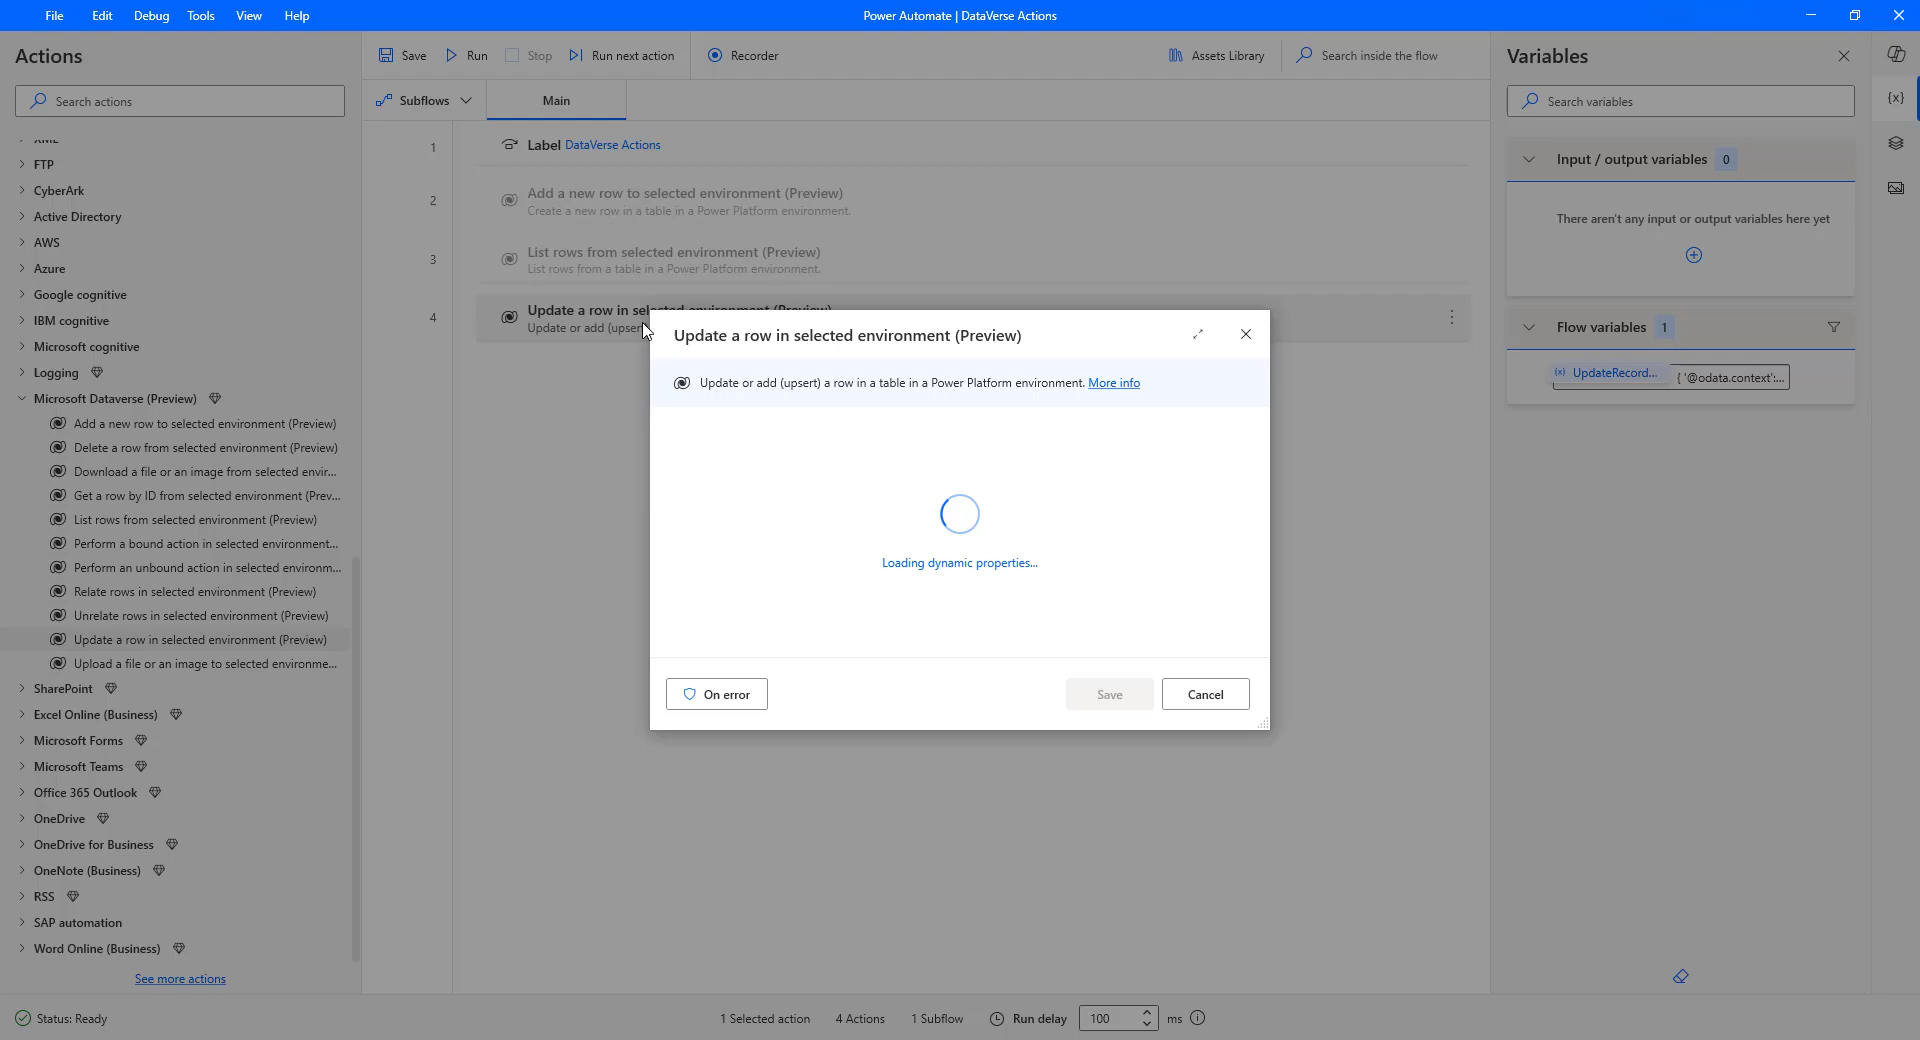 File Edit Debug Tools View Help
Power Automate | DataVerse Actions
Actions
Search actions
XML
FTP
CyberArk
Active Directory
AWS
Azure
Google cognitive
IBM cognitive
Microsoft cognitive
Logging
Microsoft Dataverse (Preview)
Add a new row to selected environment (Preview)
Delete a row from selected environment (Preview)
Download a file or an image from selected envir...
Get a row by ID from selected environment (Prev...
List rows from selected environment (Preview)
Perform a bound action in selected environment...
Perform an unbound action in selected environm...
Relate rows in selected environment (Preview)
Unrelate rows in selected environment (Preview)
Update a row in selected environment (Preview)
Upload a file or an image to selected environme...
SharePoint
Excel Online (Business)
Microsoft Forms
Microsoft Teams
Office 365 Outlook
OneDrive
OneDrive for Business
OneNote (Business)
RSS
SAP automation
Word Online (Business)
See more actions
Save Run Stop Run next action Recorder Assets Library Search inside the flow
Subflows Main
1 Label DataVerse Actions
2 Add a new row to selected environment (Preview)
Create a new row in a table in a Power Platform environment.
3 List rows from selected environment (Preview)
List rows from a table in a Power Platform environment.
4 Update a row in selected environment (Preview)
Update or add (upser
Update a row in selected environment (Preview)
Update or add (upsert) a row in a table in a Power Platform environment. More info
Loading dynamic properties...
On error Save Cancel
Variables
Search variables
Input / output variables 0
There aren't any input or output variables here yet
Flow variables 1
(x) UpdateRecord... { '@odata.context':...
{x}
Status: Ready 1 Selected action 4 Actions 1 Subflow Run delay 100 ms